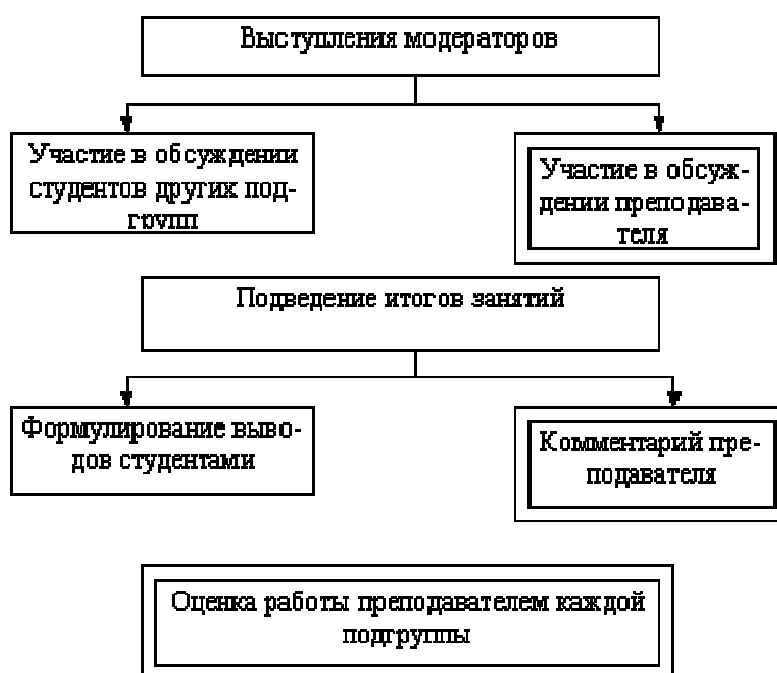 Выступления модераторов
Участие в обсуждении
студентов других под-
групп
Участие в обсуж-
дении преподава-
теля
Подведение итогов занятий
Формулирование выво-
дов студентами
Комментарий пре-
подавателя
Оценка работы преподавателем каждой
подгруппы